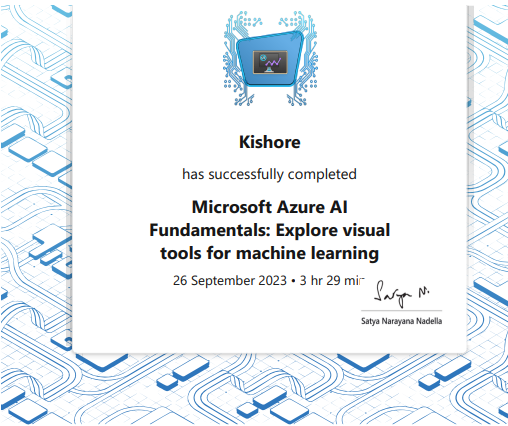 Kishore
has successfully completed
Microsoft Azure AI
Fundamentals: Explore visual
tools for machine learning
26 September 2023 • 3 hr 29 min
Satya N.
Satya Narayana Nadella